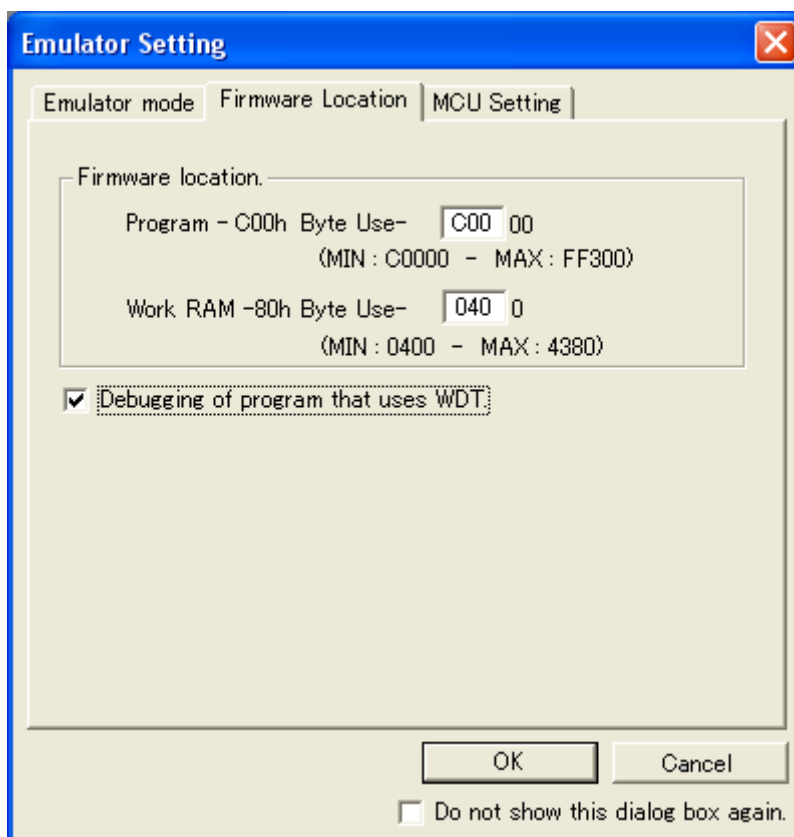 Emulator Setting
Emulator mode Firmware Location MCU Setting
Firmware location.
Program - C00h Byte Use- C00 00
(MIN : C0000 - MAX : FF300)
Work RAM -80h Byte Use- 040 0
(MIN : 0400 - MAX : 4380)
Debugging of program that uses WDT.
OK Cancel
Do not show this dialog box again.